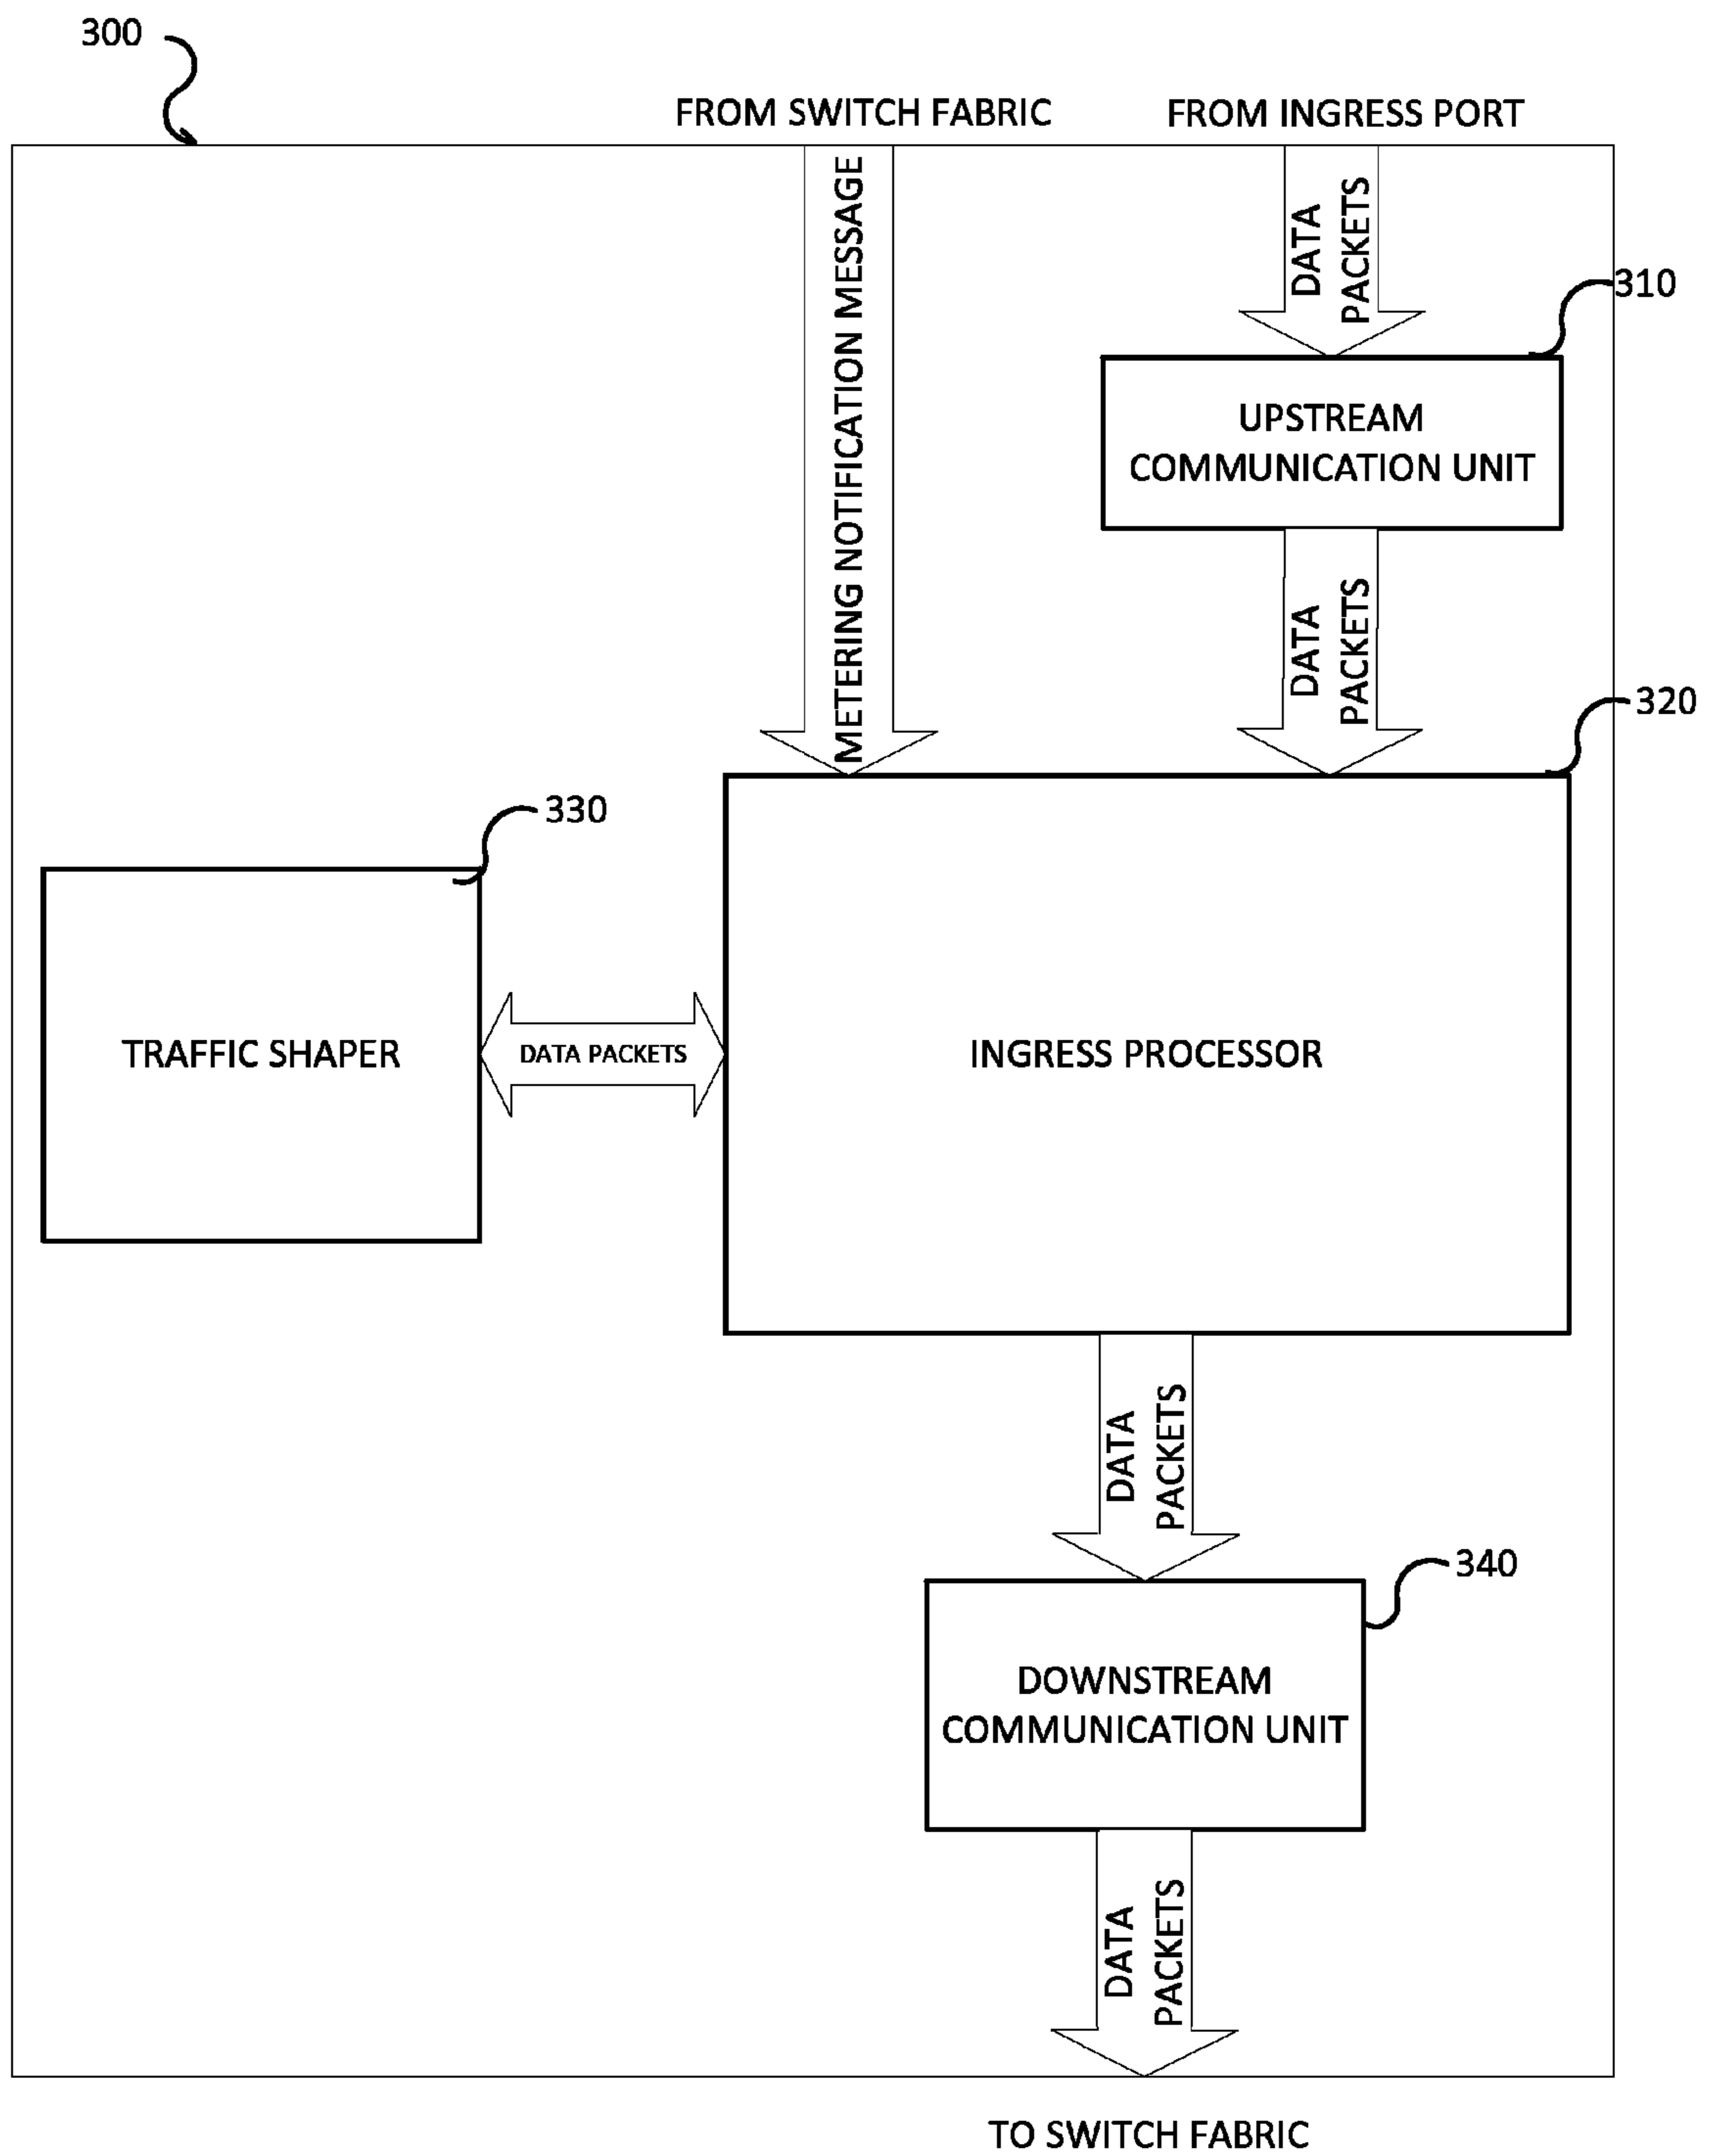 300
FROM SWITCH FABRIC
FROM INGRESS PORT
METERING NOTIFICATION MESSAGE
DATA
PACKETS
310
UPSTREAM
COMMUNICATION UNIT
DATA
PACKETS
320
330
TRAFFIC SHAPER
DATA PACKETS
INGRESS PROCESSOR
DATA
PACKETS
340
DOWNSTREAM
COMMUNICATION UNIT
DATA
PACKETS
TO SWITCH FABRIC